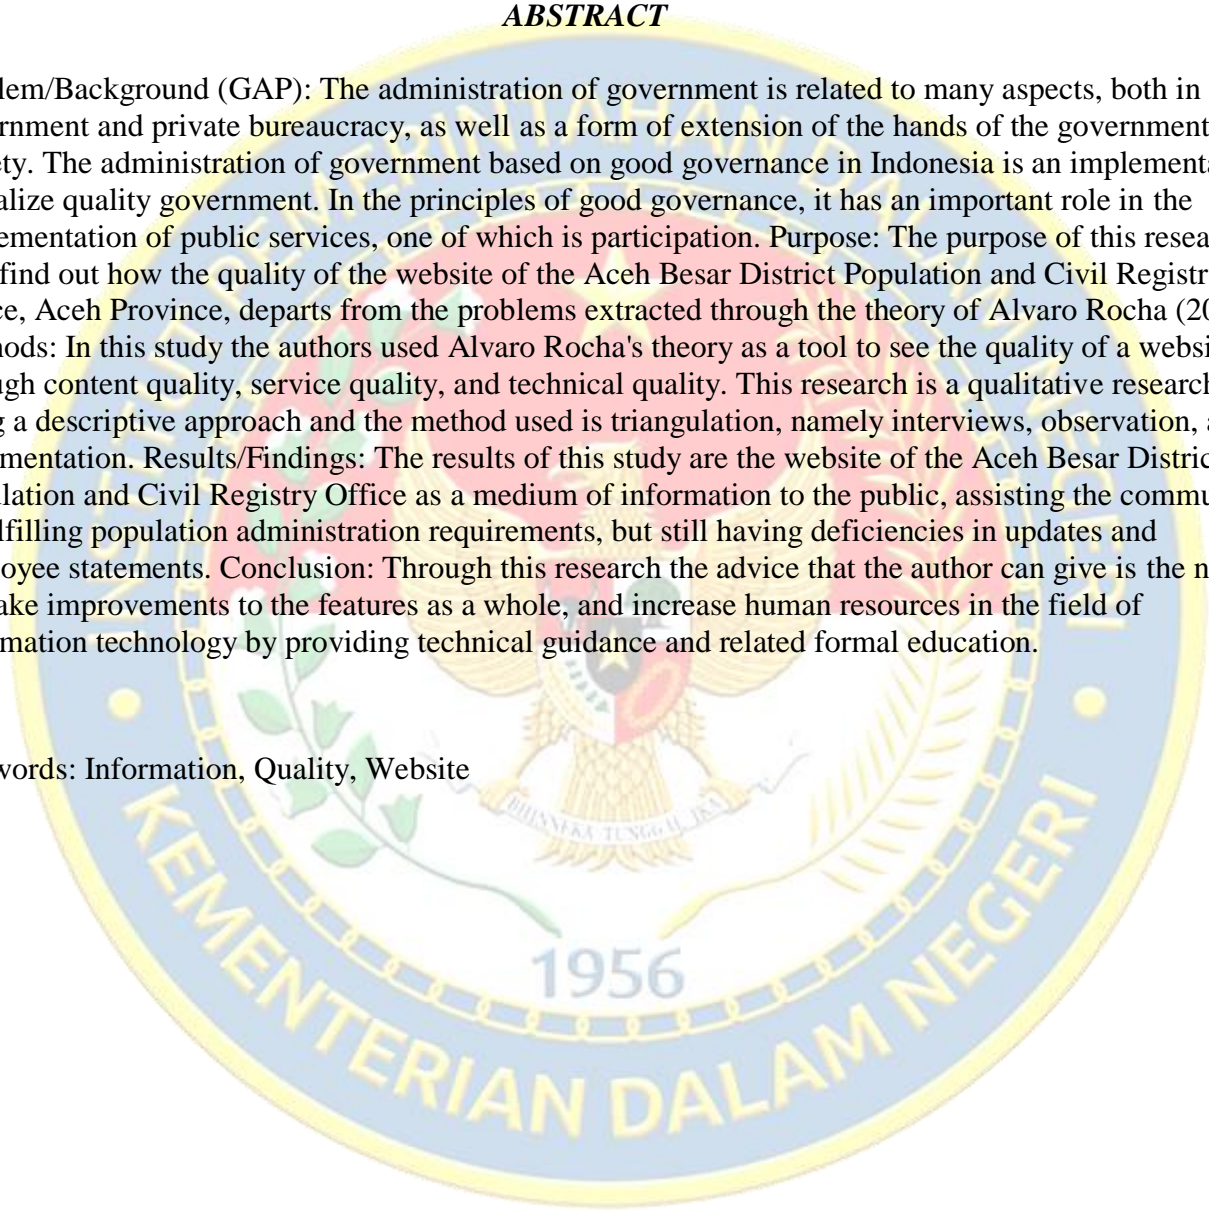 ABSTRACT
lem/Background (GAP): The administration of government is related to many aspects, both in
ernment and private bureaucracy, as well as a form of extension of the hands of the government
ety. The administration of government based on good governance in Indonesia is an implementa
alize quality government. In the principles of good governance, it has an important role in the
ementation of public services, one of which is participation. Purpose: The purpose of this resea
find out how the quality of the website of the Aceh Besar District Population and Civil Registr
ce, Aceh Province, departs from the problems extracted through the theory of Alvaro Rocha (20
hods: In this study the authors used Alvaro Rocha's theory as a tool to see the quality of a websi
ugh content quality, service quality, and technical quality. This research is a qualitative research
g a descriptive approach and the method used is triangulation, namely interviews, observation, a
mentation. Results/Findings: The results of this study are the website of the Aceh Besar Distric
lation and Civil Registry Office as a medium of information to the public, assisting the commu
lfilling population administration requirements, but still having deficiencies in updates and
oyee statements. Conclusion: Through this research the advice that the author can give is the n
ake improvements to the features as a whole, and increase human resources in the field of
rmation technology by providing technical guidance and related formal education.
words: Information, Quality, Website
INSTITUT PEMERINTAHAN DALAM NEGERI
BHINNEKA TUNGGAL IKA
1956
KEMENTERIAN DALAM NEGERI